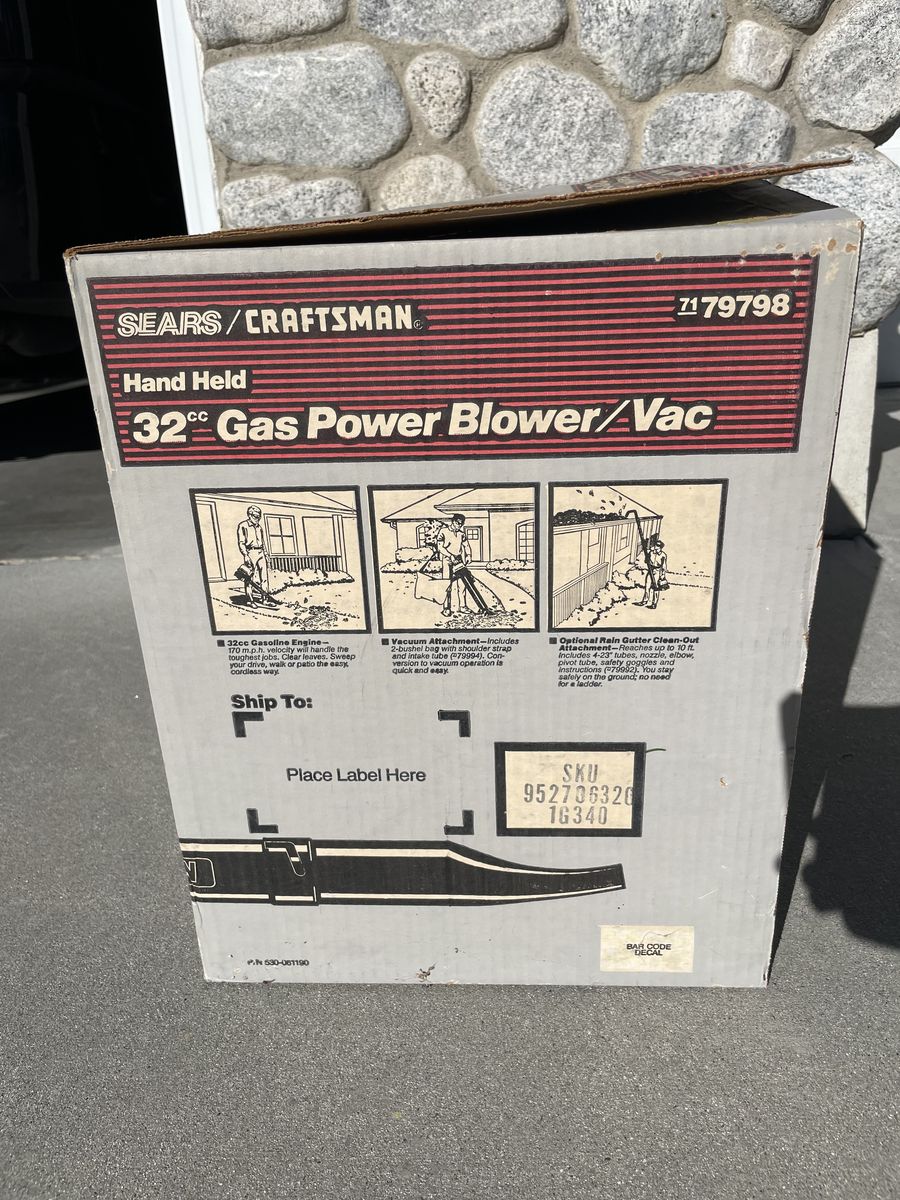 SEARS / CRAFTSMAN®
71 79798
Hand Held
32cc Gas Power Blower/Vac
■ 32cc Gasoline Engine—
170 m.p.h. velocity will handle the
toughest jobs. Clear leaves. Sweep
your drive, walk or patio the easy,
cordless way.
■ Vacuum Attachment—Includes
2-bushel bag with shoulder strap
and intake tube (#79994). Con-
version to vacuum operation is
quick and easy.
■ Optional Rain Gutter Clean-Out
Attachment—Reaches up to 10 ft.
Includes 4-23" tubes, nozzle, elbow,
pivot tube, safety goggles and
instructions (#79992). You stay
safely on the ground; no need
for a ladder.
Ship To:
Place Label Here
SKU
952706320
1G340
N
BAR CODE
DECAL
P/N 530-061190